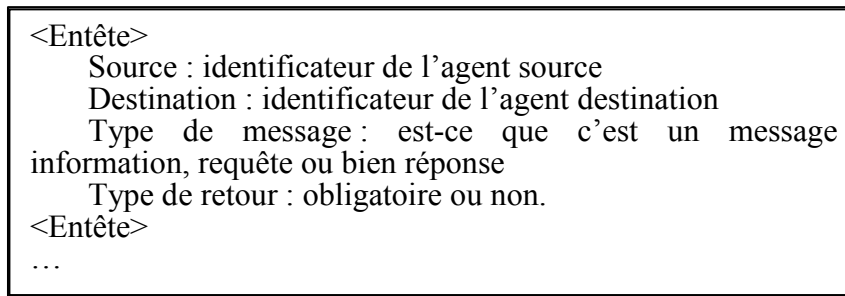 <Entête>
Source : identificateur de l’agent source
Destination : identificateur de l’agent destination
Type de message : est-ce que c’est un message
information, requête ou bien réponse
Type de retour : obligatoire ou non.
<Entête>
…